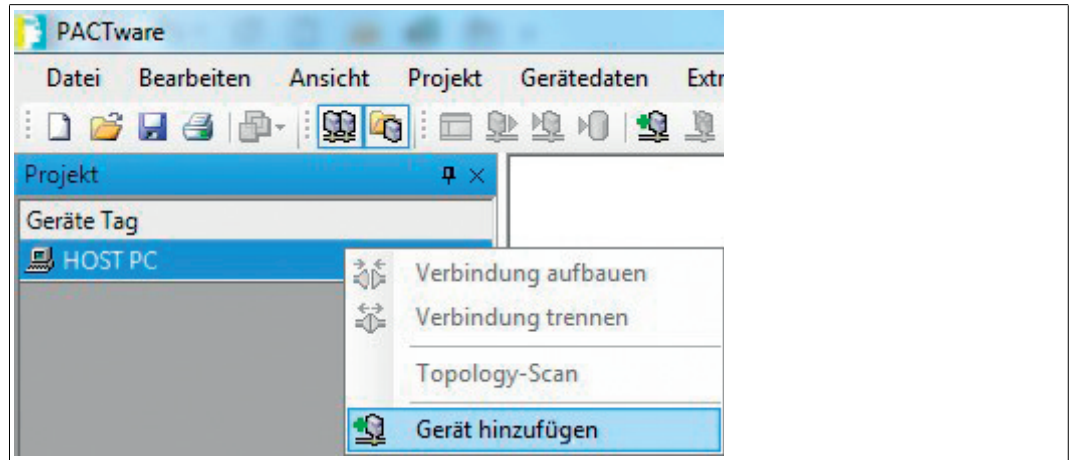 PACTware
Datei Bearbeiten Ansicht Projekt Gerätedaten Extr
Projekt
Geräte Tag
HOST PC
Verbindung aufbauen
Verbindung trennen
Topology-Scan
Gerät hinzufügen